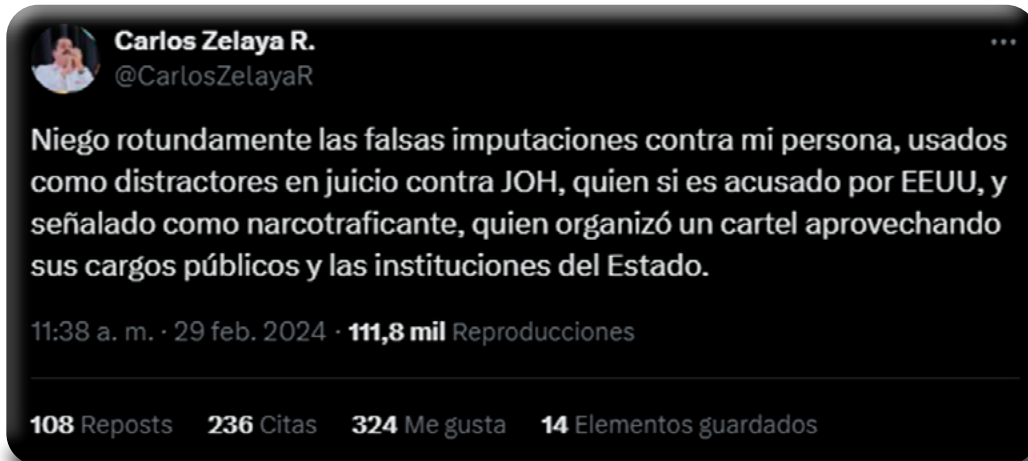 Carlos Zelaya R.
@CarlosZelayaR
Niego rotundamente las falsas imputaciones contra mi persona, usados
como distractores en juicio contra JOH, quien si es acusado por EEUU, y
señalado como narcotraficante, quien organizó un cartel aprovechando
sus cargos públicos y las instituciones del Estado.
11:38 a. m. · 29 feb. 2024 · 111,8 mil Reproducciones
108 Reposts 236 Citas 324 Me gusta 14 Elementos guardados